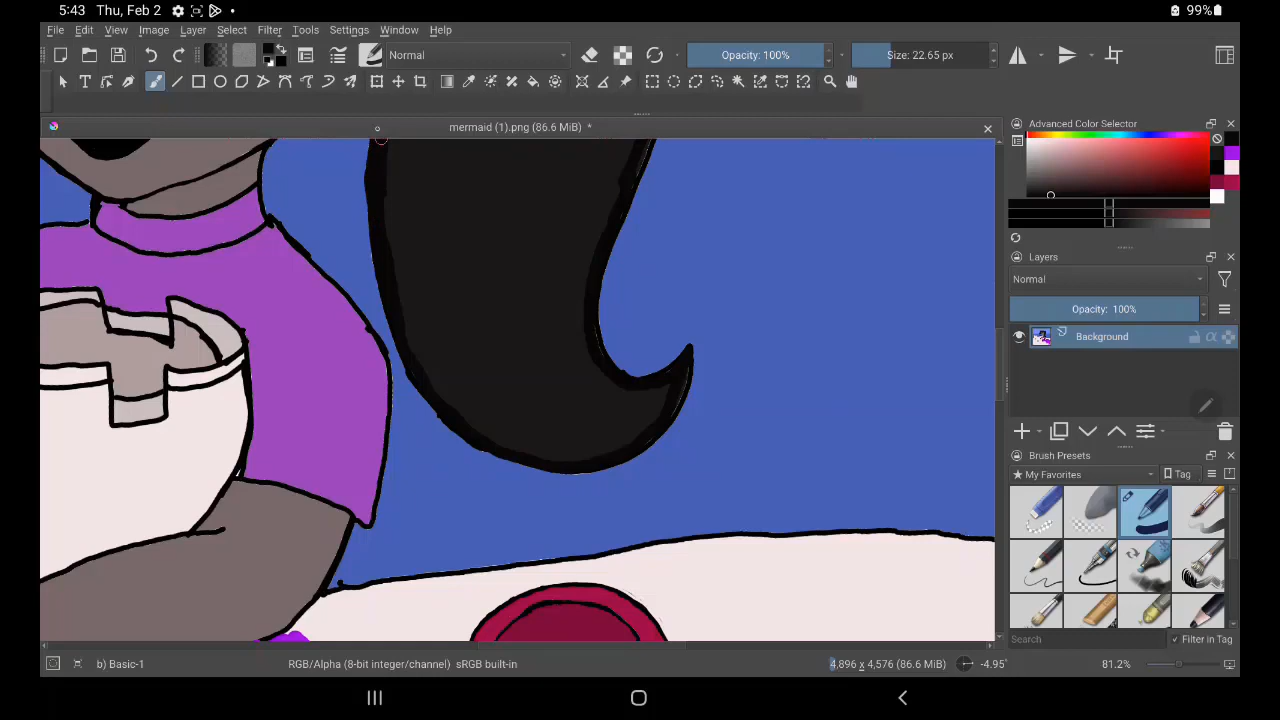 5:43 Thu, Feb 2 99%
File Edit View Image Layer Select Filter Tools Settings Window Help
Normal Opacity: 100% Size: 22.65 px
mermaid (1).png (86.6 MiB) *
Advanced Color Selector
Layers
Normal
Opacity: 100%
Background
Brush Presets
★ My Favorites Tag
Search Filter in Tag
b) Basic-1 RGB/Alpha (8-bit integer/channel) sRGB built-in 4,896 x 4,576 (86.6 MiB) -4.95° 81.2%